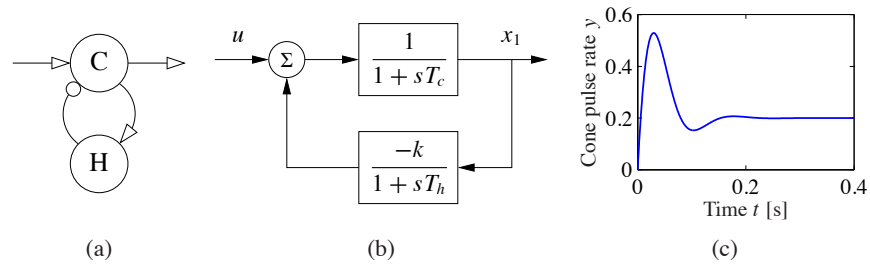 C
H
(a)
u
Σ
1
1 + sT_c
x_1
−k
1 + sT_h
(b)
Cone pulse rate y
0.6
0.4
0.2
0
0 0.2 0.4
Time t [s]
(c)